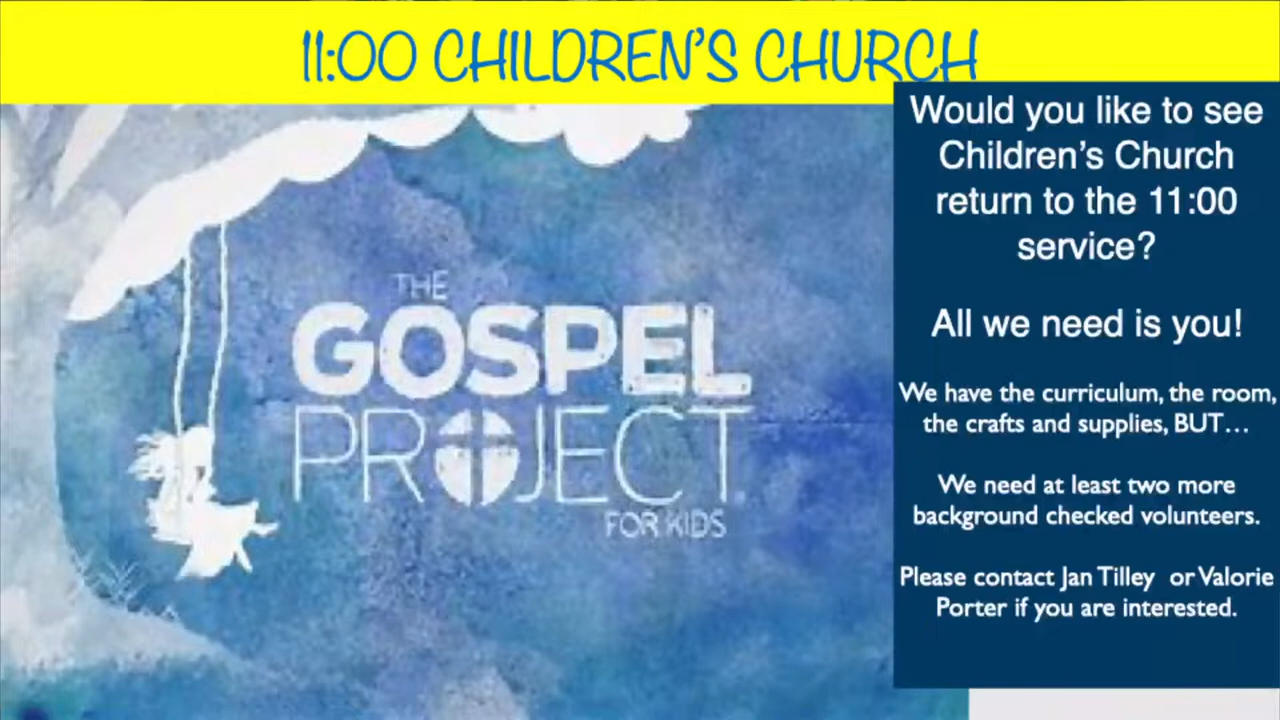 11:00 CHILDREN'S CHURCH
THE
GOSPEL
PROJECT
FOR KIDS
Would you like to see
Children's Church
return to the 11:00
service?
All we need is you!
We have the curriculum, the room,
the crafts and supplies, BUT...
We need at least two more
background checked volunteers.
Please contact Jan Tilley or Valorie
Porter if you are interested.